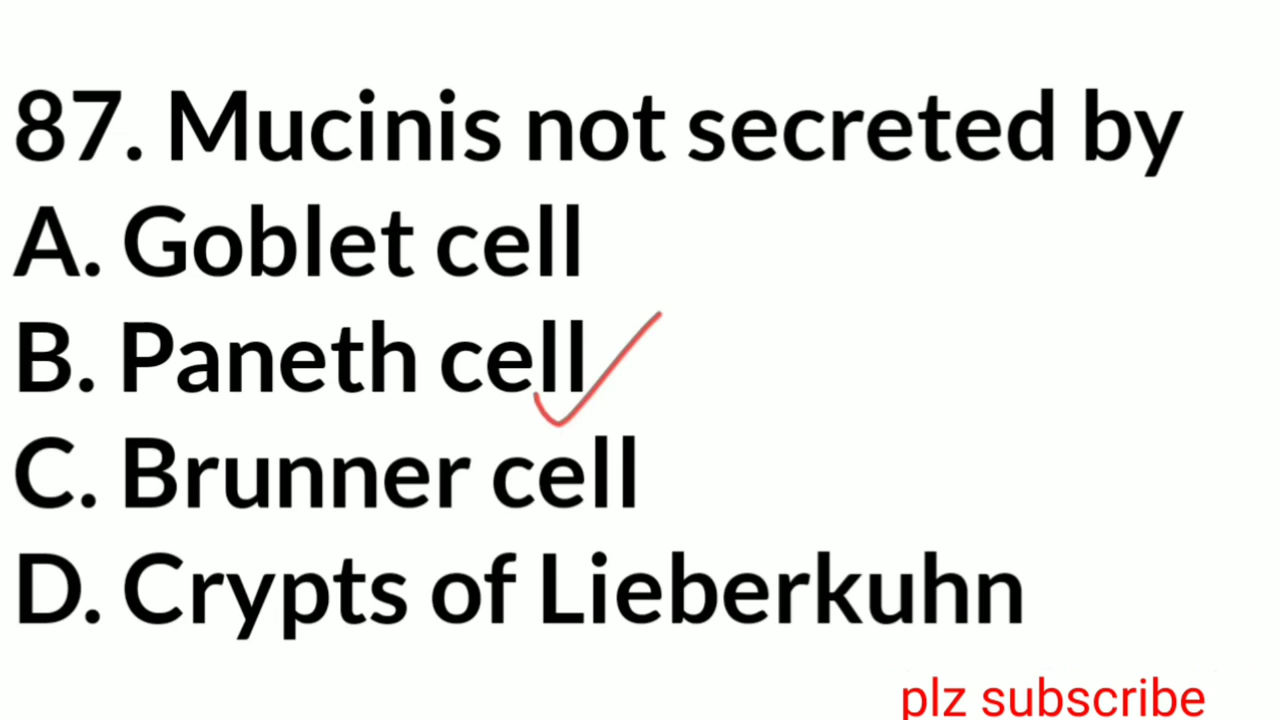 87. Mucinis not secreted by
A. Goblet cell
B. Paneth cell
C. Brunner cell
D. Crypts of Lieberkuhn
plz subscribe